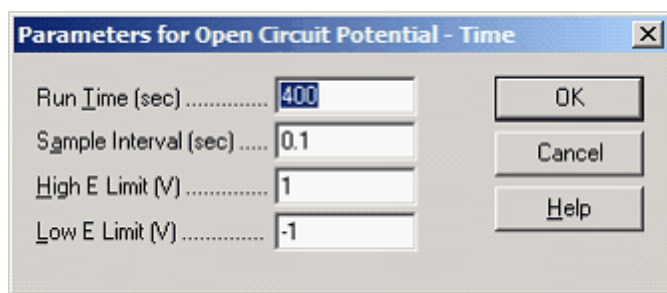 Parameters for Open Circuit Potential - Time
Run Time (sec) .............. 400
OK
Sample Interval (sec) ..... 0.1
Cancel
High E Limit (V) .............. 1
Help
Low E Limit (V) .............. -1